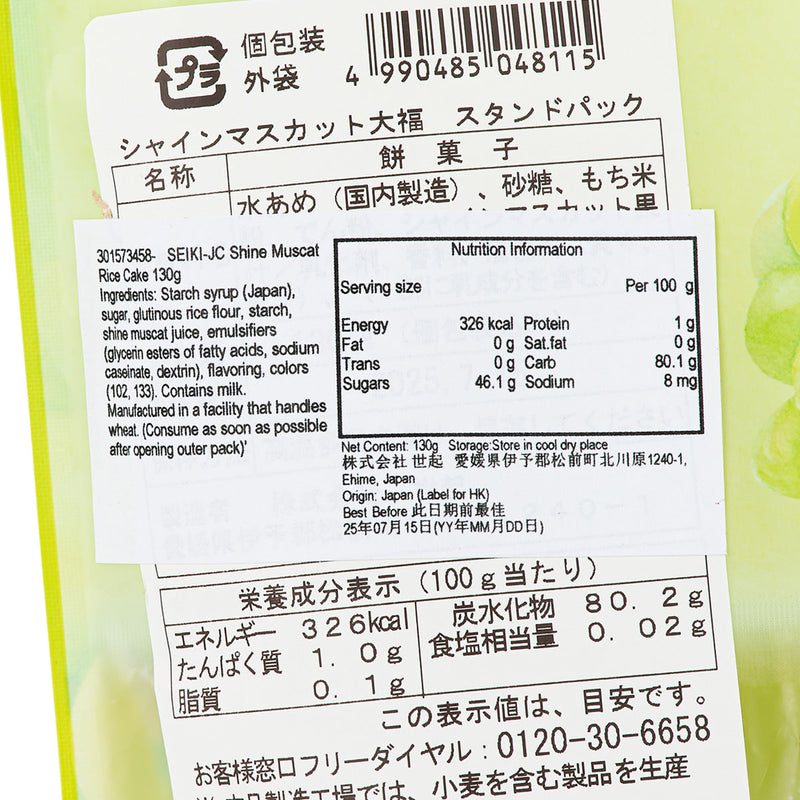 個包装
外袋
プラ
4 990485 048115
シャインマスカット大福 スタンドパック
名称 餅菓子
水あめ（国内製造）、砂糖、もち米
301573458- SEIKI-JC Shine Muscat
Rice Cake 130g
Ingredients: Starch syrup (Japan),
sugar, glutinous rice flour, starch,
shine muscat juice, emulsifiers
(glycerin esters of fatty acids, sodium
caseinate, dextrin), flavoring, colors
(102, 133). Contains milk.
Manufactured in a facility that handles
wheat. (Consume as soon as possible
after opening outer pack)'
Nutrition Information
Serving size Per 100 g
Energy 326 kcal Protein 1 g
Fat 0 g Sat.fat 0 g
Trans 0 g Carb 80.1 g
Sugars 46.1 g Sodium 8 mg
Net Content: 130g Storage:Store in cool dry place
株式会社 世起 愛媛県伊予郡松前町北川原1240-1,
Ehime, Japan
Origin: Japan (Label for HK)
Best Before 此日期前最佳
25年07月15日(YY年MM月DD日)
栄養成分表示（100g当たり）
エネルギー 326kcal 炭水化物 80.2g
たんぱく質 1.0g 食塩相当量 0.02g
脂質 0.1g
この表示値は、目安です。
お客様窓口フリーダイヤル：0120-30-6658
本品製造工場では、小麦を含む製品を生産